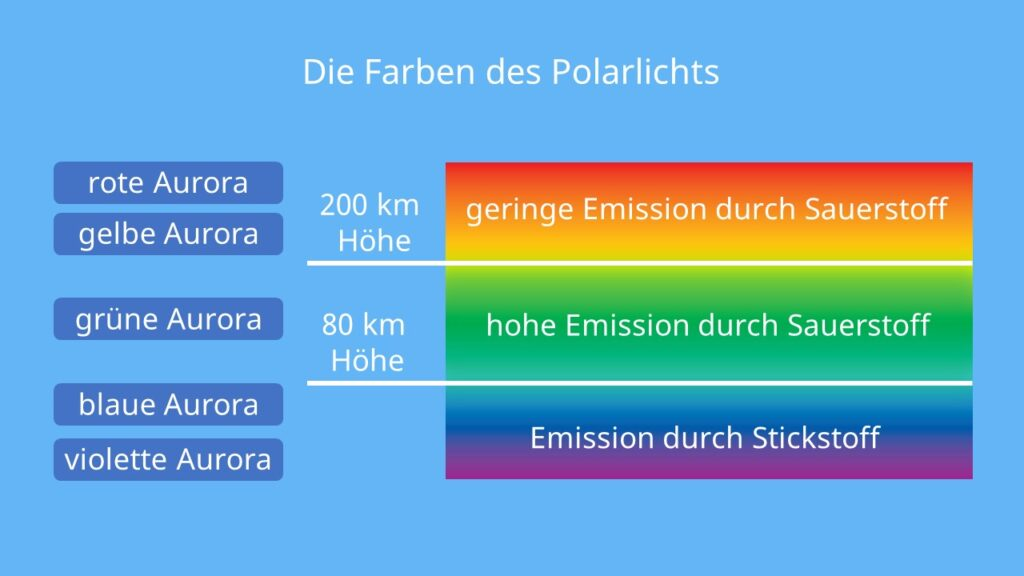 Die Farben des Polarlichts
rote Aurora
gelbe Aurora
200 km
Höhe
geringe Emission durch Sauerstoff
grüne Aurora
80 km
Höhe
hohe Emission durch Sauerstoff
blaue Aurora
violette Aurora
Emission durch Stickstoff